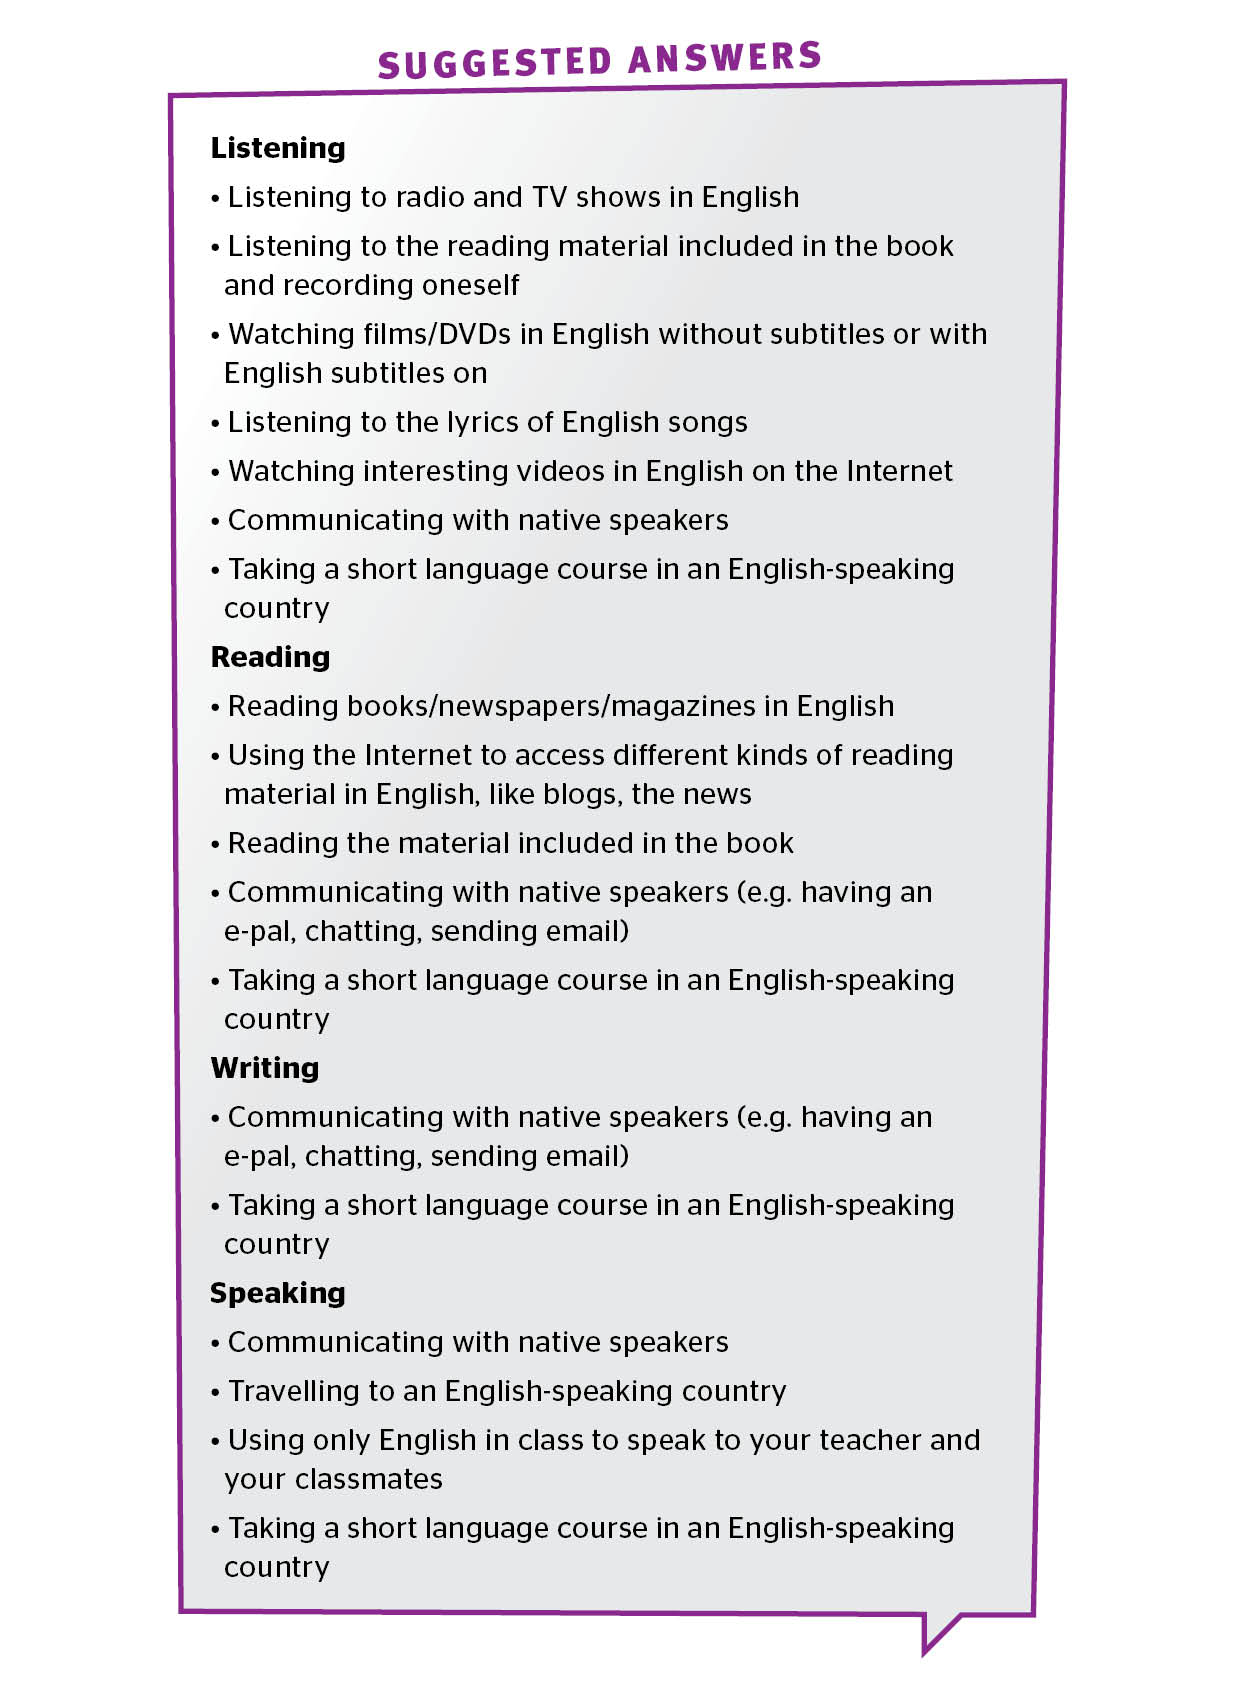 SUGGESTED ANSWERS
Listening
• Listening to radio and TV shows in English
• Listening to the reading material included in the book
and recording oneself
• Watching films/DVDs in English without subtitles or with
English subtitles on
• Listening to the lyrics of English songs
• Watching interesting videos in English on the Internet
• Communicating with native speakers
• Taking a short language course in an English-speaking
country
Reading
• Reading books/newspapers/magazines in English
• Using the Internet to access different kinds of reading
material in English, like blogs, the news
• Reading the material included in the book
• Communicating with native speakers (e.g. having an
e-pal, chatting, sending email)
• Taking a short language course in an English-speaking
country
Writing
• Communicating with native speakers (e.g. having an
e-pal, chatting, sending email)
• Taking a short language course in an English-speaking
country
Speaking
• Communicating with native speakers
• Travelling to an English-speaking country
• Using only English in class to speak to your teacher and
your classmates
• Taking a short language course in an English-speaking
country